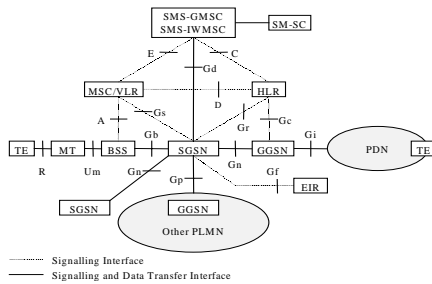 SMS-GMSC
SMS-IWMSC
SM-SC
E
C
Gd
MSC/VLR
HLR
D
Gs
A
Gr
Gc
Gb
Gi
TE
MT
BSS
SGSN
GGSN
PDN
TE
R
Um
Gn
Gn
Gp
Gf
EIR
SGSN
GGSN
Other PLMN
Signalling Interface
Signalling and Data Transfer Interface